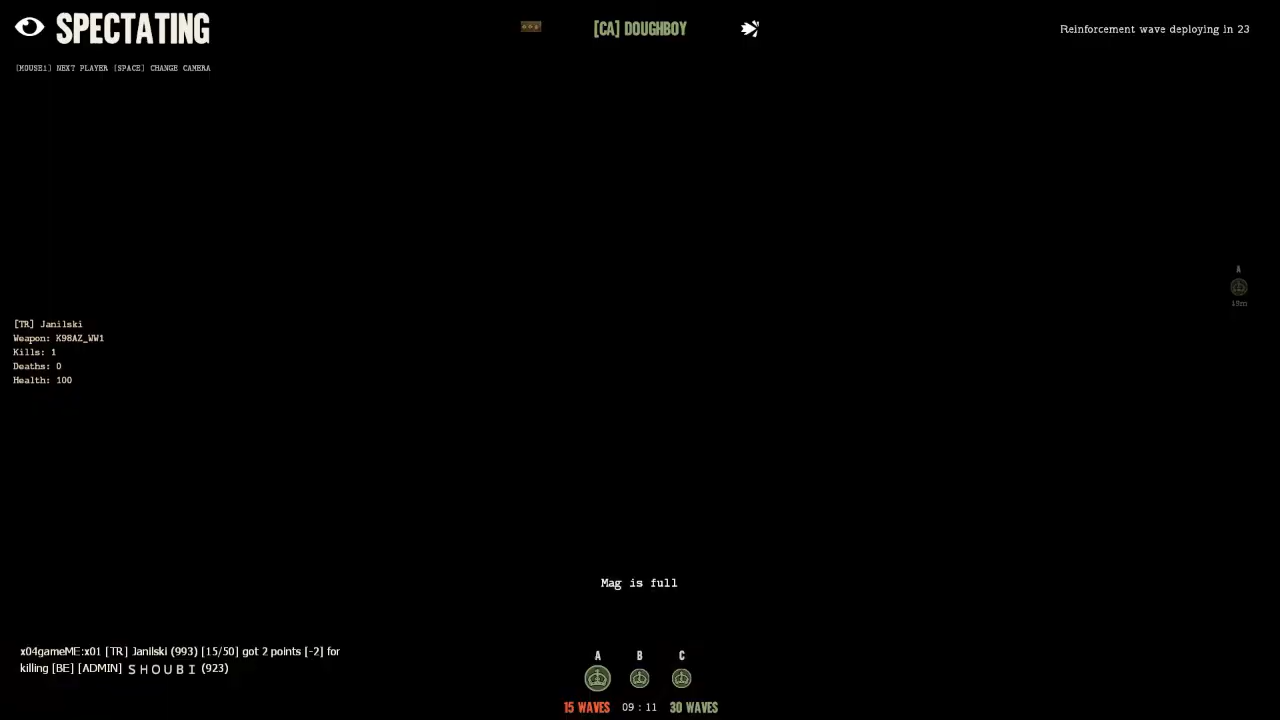 SPECTATING
[CA] DOUGHBOY
Reinforcement wave deploying in 23
[MOUSE1] NEXT PLAYER [SPACE] CHANGE CAMERA
A
18m
[TR] Janilski
Weapon: K98AZ_WW1
Kills: 1
Deaths: 0
Health: 100
Mag is full
x04gameME:x01 [TR] Janilski (993) [15/50] got 2 points [-2] for
killing [BE] [ADMIN] S H O U B I (923)
A B C
15 WAVES 09 : 11 30 WAVES